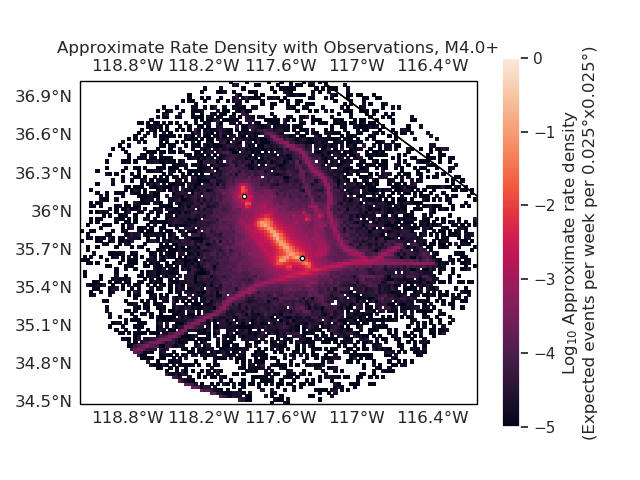 Approximate Rate Density with Observations, M4.0+
118.8°W 118.2°W 117.6°W 117°W 116.4°W
36.9°N
36.6°N
36.3°N
36°N
35.7°N
35.4°N
35.1°N
34.8°N
34.5°N
118.8°W 118.2°W 117.6°W 117°W 116.4°W
0
−1
−2
−3
−4
−5
Log₁₀ Approximate rate density
(Expected events per week per 0.025°x0.025°)